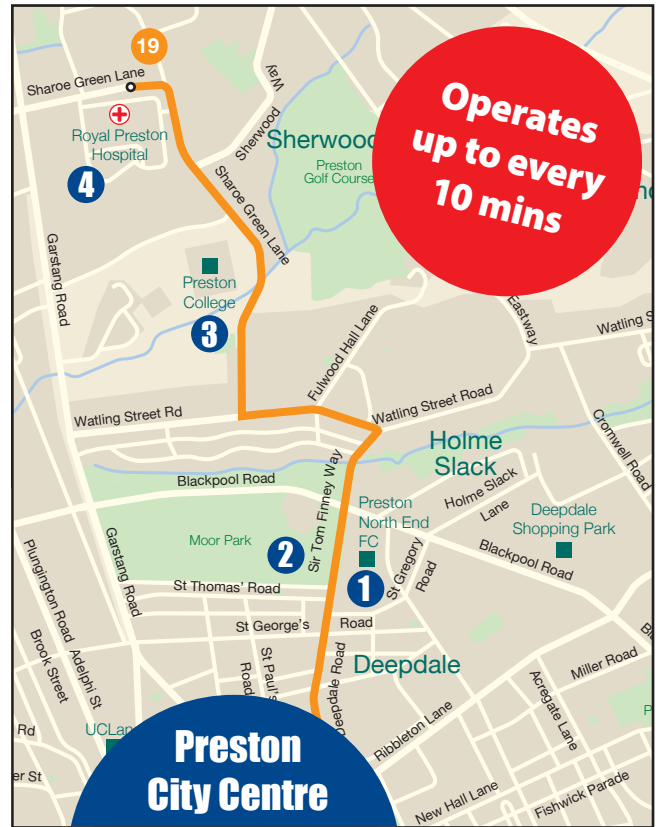 19
Sharoe Green Lane
Way
Operates
up to every
10 mins
Royal Preston
Hospital
Sherwood
Sherwood
Preston
Golf Course
4
Sharoe Green Lane
Garstang Road
Preston
College
3
Eastway
Watling S
Fulwood Hall Lane
Watling Street Rd
Watling Street Road
Cromwell Road
Holme
Slack
Blackpool Road
Sir Tom Finney Way
Preston
North End
FC
Holme Slack
Lane
Deepdale
Shopping Park
Moor Park
2
1
St Gregory
Road
Blackpool Road
Garstang Road
Plungington Road
Adelphi St
Brook Street
St Thomas' Road
St George's
Road
St Paul's
Road
Deepdale Road
Deepdale
Miller Road
Acregate Lane
Ribbleton Lane
Rd
UCLan
er St
Preston
City Centre
New Hall Lane
Fishwick Parade